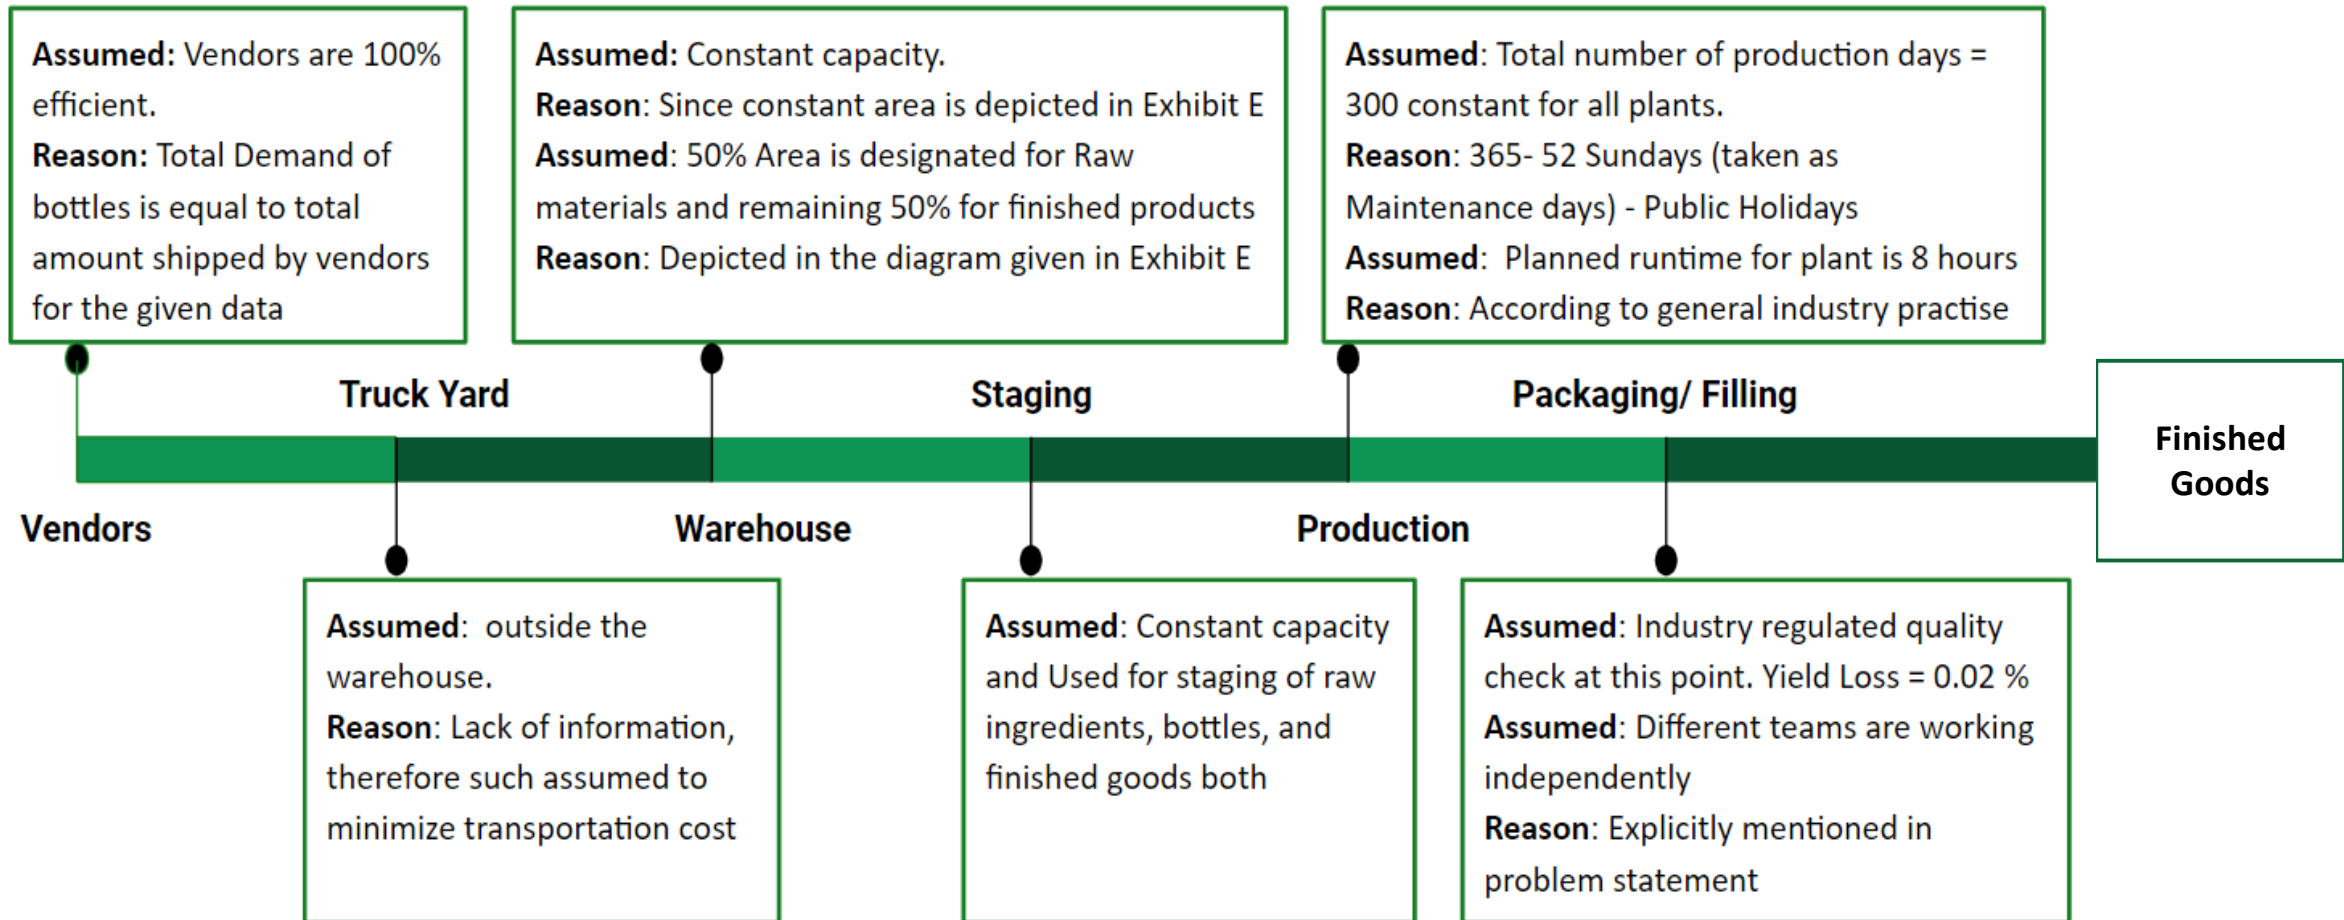 Assumed: Vendors are 100%
efficient.
Reason: Total Demand of
bottles is equal to total
amount shipped by vendors
for the given data
Assumed: Constant capacity.
Reason: Since constant area is depicted in Exhibit E
Assumed: 50% Area is designated for Raw
materials and remaining 50% for finished products
Reason: Depicted in the diagram given in Exhibit E
Assumed: Total number of production days =
300 constant for all plants.
Reason: 365- 52 Sundays (taken as
Maintenance days) - Public Holidays
Assumed: Planned runtime for plant is 8 hours
Reason: According to general industry practise
Truck Yard
Staging
Packaging/ Filling
Finished
Goods
Vendors
Warehouse
Production
Assumed: outside the
warehouse.
Reason: Lack of information,
therefore such assumed to
minimize transportation cost
Assumed: Constant capacity
and Used for staging of raw
ingredients, bottles, and
finished goods both
Assumed: Industry regulated quality
check at this point. Yield Loss = 0.02 %
Assumed: Different teams are working
independently
Reason: Explicitly mentioned in
problem statement